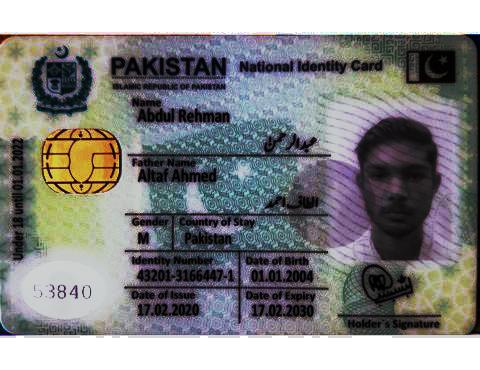 PAKISTAN National Identity Card
ISLAMIC REPUBLIC OF PAKISTAN
Name
Abdul Rehman
عبدالرحمن
Father Name
Altaf Ahmed
الطاف احمد
Gender Country of Stay
M Pakistan
Identity Number Date of Birth
43201-3166447-1 01.01.2004
Date of Issue Date of Expiry
17.02.2020 17.02.2030
Holder's Signature
Under 18 until 01.01.2022
53840